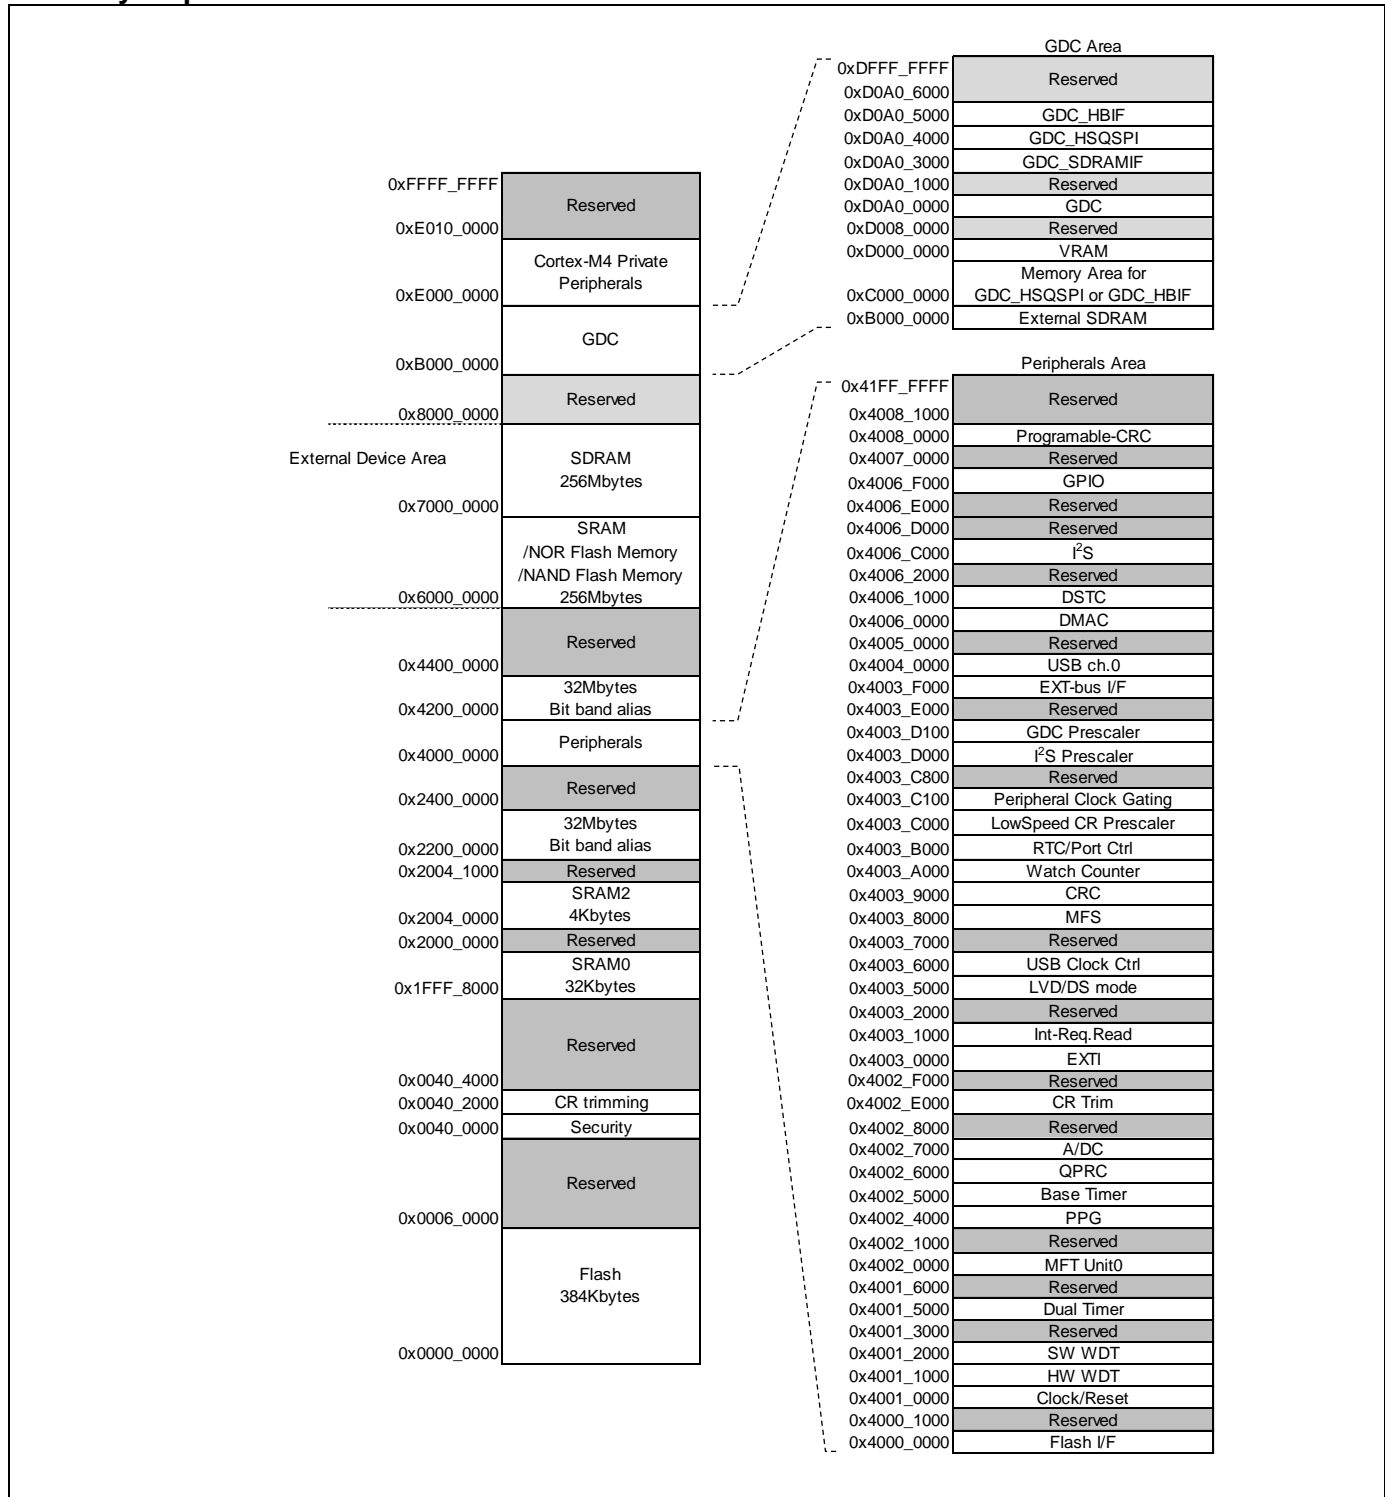 0xFFFF_FFFF
Reserved
0xE010_0000
Cortex-M4 Private
Peripherals
0xE000_0000
GDC
0xB000_0000
Reserved
0x8000_0000
External Device Area
SDRAM
256Mbytes
0x7000_0000
SRAM
/NOR Flash Memory
/NAND Flash Memory
0x6000_0000 256Mbytes
Reserved
0x4400_0000
32Mbytes
0x4200_0000 Bit band alias
Peripherals
0x4000_0000
Reserved
0x2400_0000
32Mbytes
0x2200_0000 Bit band alias
0x2004_1000 Reserved
SRAM2
0x2004_0000 4Kbytes
0x2000_0000 Reserved
SRAM0
0x1FFF_8000 32Kbytes
Reserved
0x0040_4000
0x0040_2000 CR trimming
0x0040_0000 Security
Reserved
0x0006_0000
Flash
384Kbytes
0x0000_0000
GDC Area
0xDFFF_FFFF
Reserved
0xD0A0_6000
0xD0A0_5000 GDC_HBIF
0xD0A0_4000 GDC_HSQSPI
0xD0A0_3000 GDC_SDRAMIF
0xD0A0_1000 Reserved
0xD0A0_0000 GDC
0xD008_0000 Reserved
0xD000_0000 VRAM
Memory Area for
0xC000_0000 GDC_HSQSPI or GDC_HBIF
0xB000_0000 External SDRAM
Peripherals Area
0x41FF_FFFF
Reserved
0x4008_1000
0x4008_0000 Programable-CRC
0x4007_0000 Reserved
0x4006_F000 GPIO
0x4006_E000 Reserved
0x4006_D000 Reserved
0x4006_C000 I²S
0x4006_2000 Reserved
0x4006_1000 DSTC
0x4006_0000 DMAC
0x4005_0000 Reserved
0x4004_0000 USB ch.0
0x4003_F000 EXT-bus I/F
0x4003_E000 Reserved
0x4003_D100 GDC Prescaler
0x4003_D000 I²S Prescaler
0x4003_C800 Reserved
0x4003_C100 Peripheral Clock Gating
0x4003_C000 LowSpeed CR Prescaler
0x4003_B000 RTC/Port Ctrl
0x4003_A000 Watch Counter
0x4003_9000 CRC
0x4003_8000 MFS
0x4003_7000 Reserved
0x4003_6000 USB Clock Ctrl
0x4003_5000 LVD/DS mode
0x4003_2000 Reserved
0x4003_1000 Int-Req.Read
0x4003_0000 EXTI
0x4002_F000 Reserved
0x4002_E000 CR Trim
0x4002_8000 Reserved
0x4002_7000 A/DC
0x4002_6000 QPRC
0x4002_5000 Base Timer
0x4002_4000 PPG
0x4002_1000 Reserved
0x4002_0000 MFT Unit0
0x4001_6000 Reserved
0x4001_5000 Dual Timer
0x4001_3000 Reserved
0x4001_2000 SW WDT
0x4001_1000 HW WDT
0x4001_0000 Clock/Reset
0x4000_1000 Reserved
0x4000_0000 Flash I/F